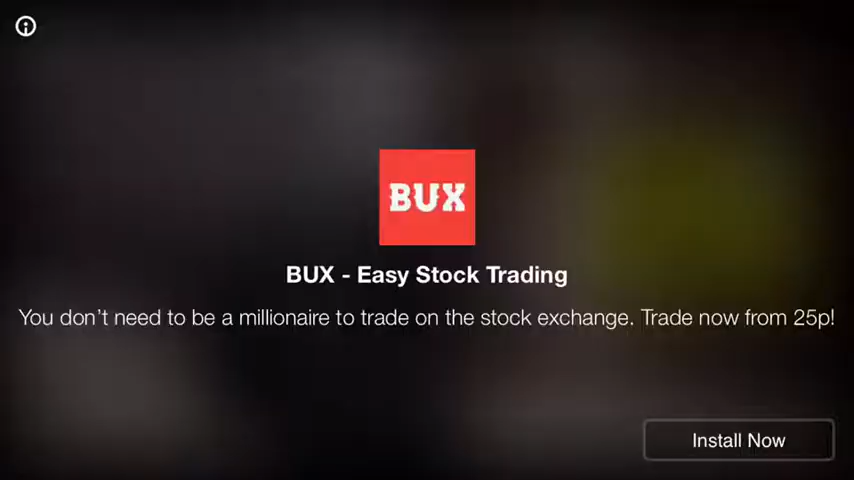 BUX
BUX - Easy Stock Trading
You don't need to be a millionaire to trade on the stock exchange. Trade now from 25p!
Install Now